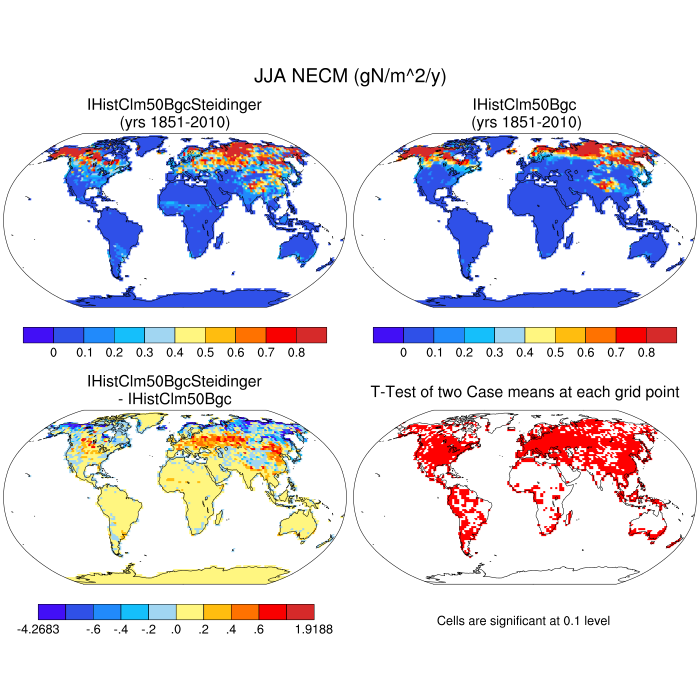 JJA NECM (gN/m^2/y)
IHistClm50BgcSteidinger
(yrs 1851-2010)
IHistClm50Bgc
(yrs 1851-2010)
0 0.1 0.2 0.3 0.4 0.5 0.6 0.7 0.8
0 0.1 0.2 0.3 0.4 0.5 0.6 0.7 0.8
IHistClm50BgcSteidinger
- IHistClm50Bgc
T-Test of two Case means at each grid point
-4.2683 -.6 -.4 -.2 .0 .2 .4 .6 1.9188
Cells are significant at 0.1 level